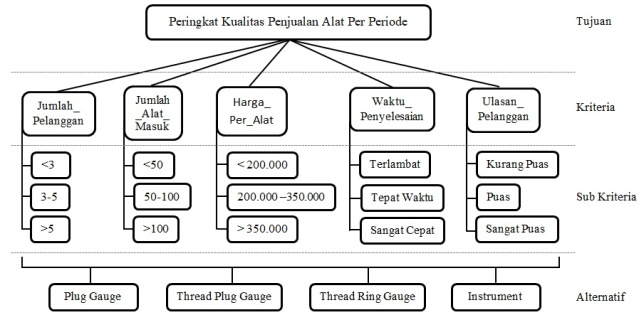 Peringkat Kualitas Penjualan Alat Per Periode
Tujuan
Jumlah_
Pelanggan
Jumlah
_Alat_
Masuk
Harga_
Per_Alat
Waktu_
Penyelesaian
Ulasan_
Pelanggan
Kriteria
<3
<50
<200.000
Terlambat
Kurang Puas
3-5
50-100
200.000–350.000
Tepat Waktu
Puas
Sub Kriteria
>5
>100
>350.000
Sangat Cepat
Sangat Puas
Plug Gauge
Thread Plug Gauge
Thread Ring Gauge
Instrument
Alternatif